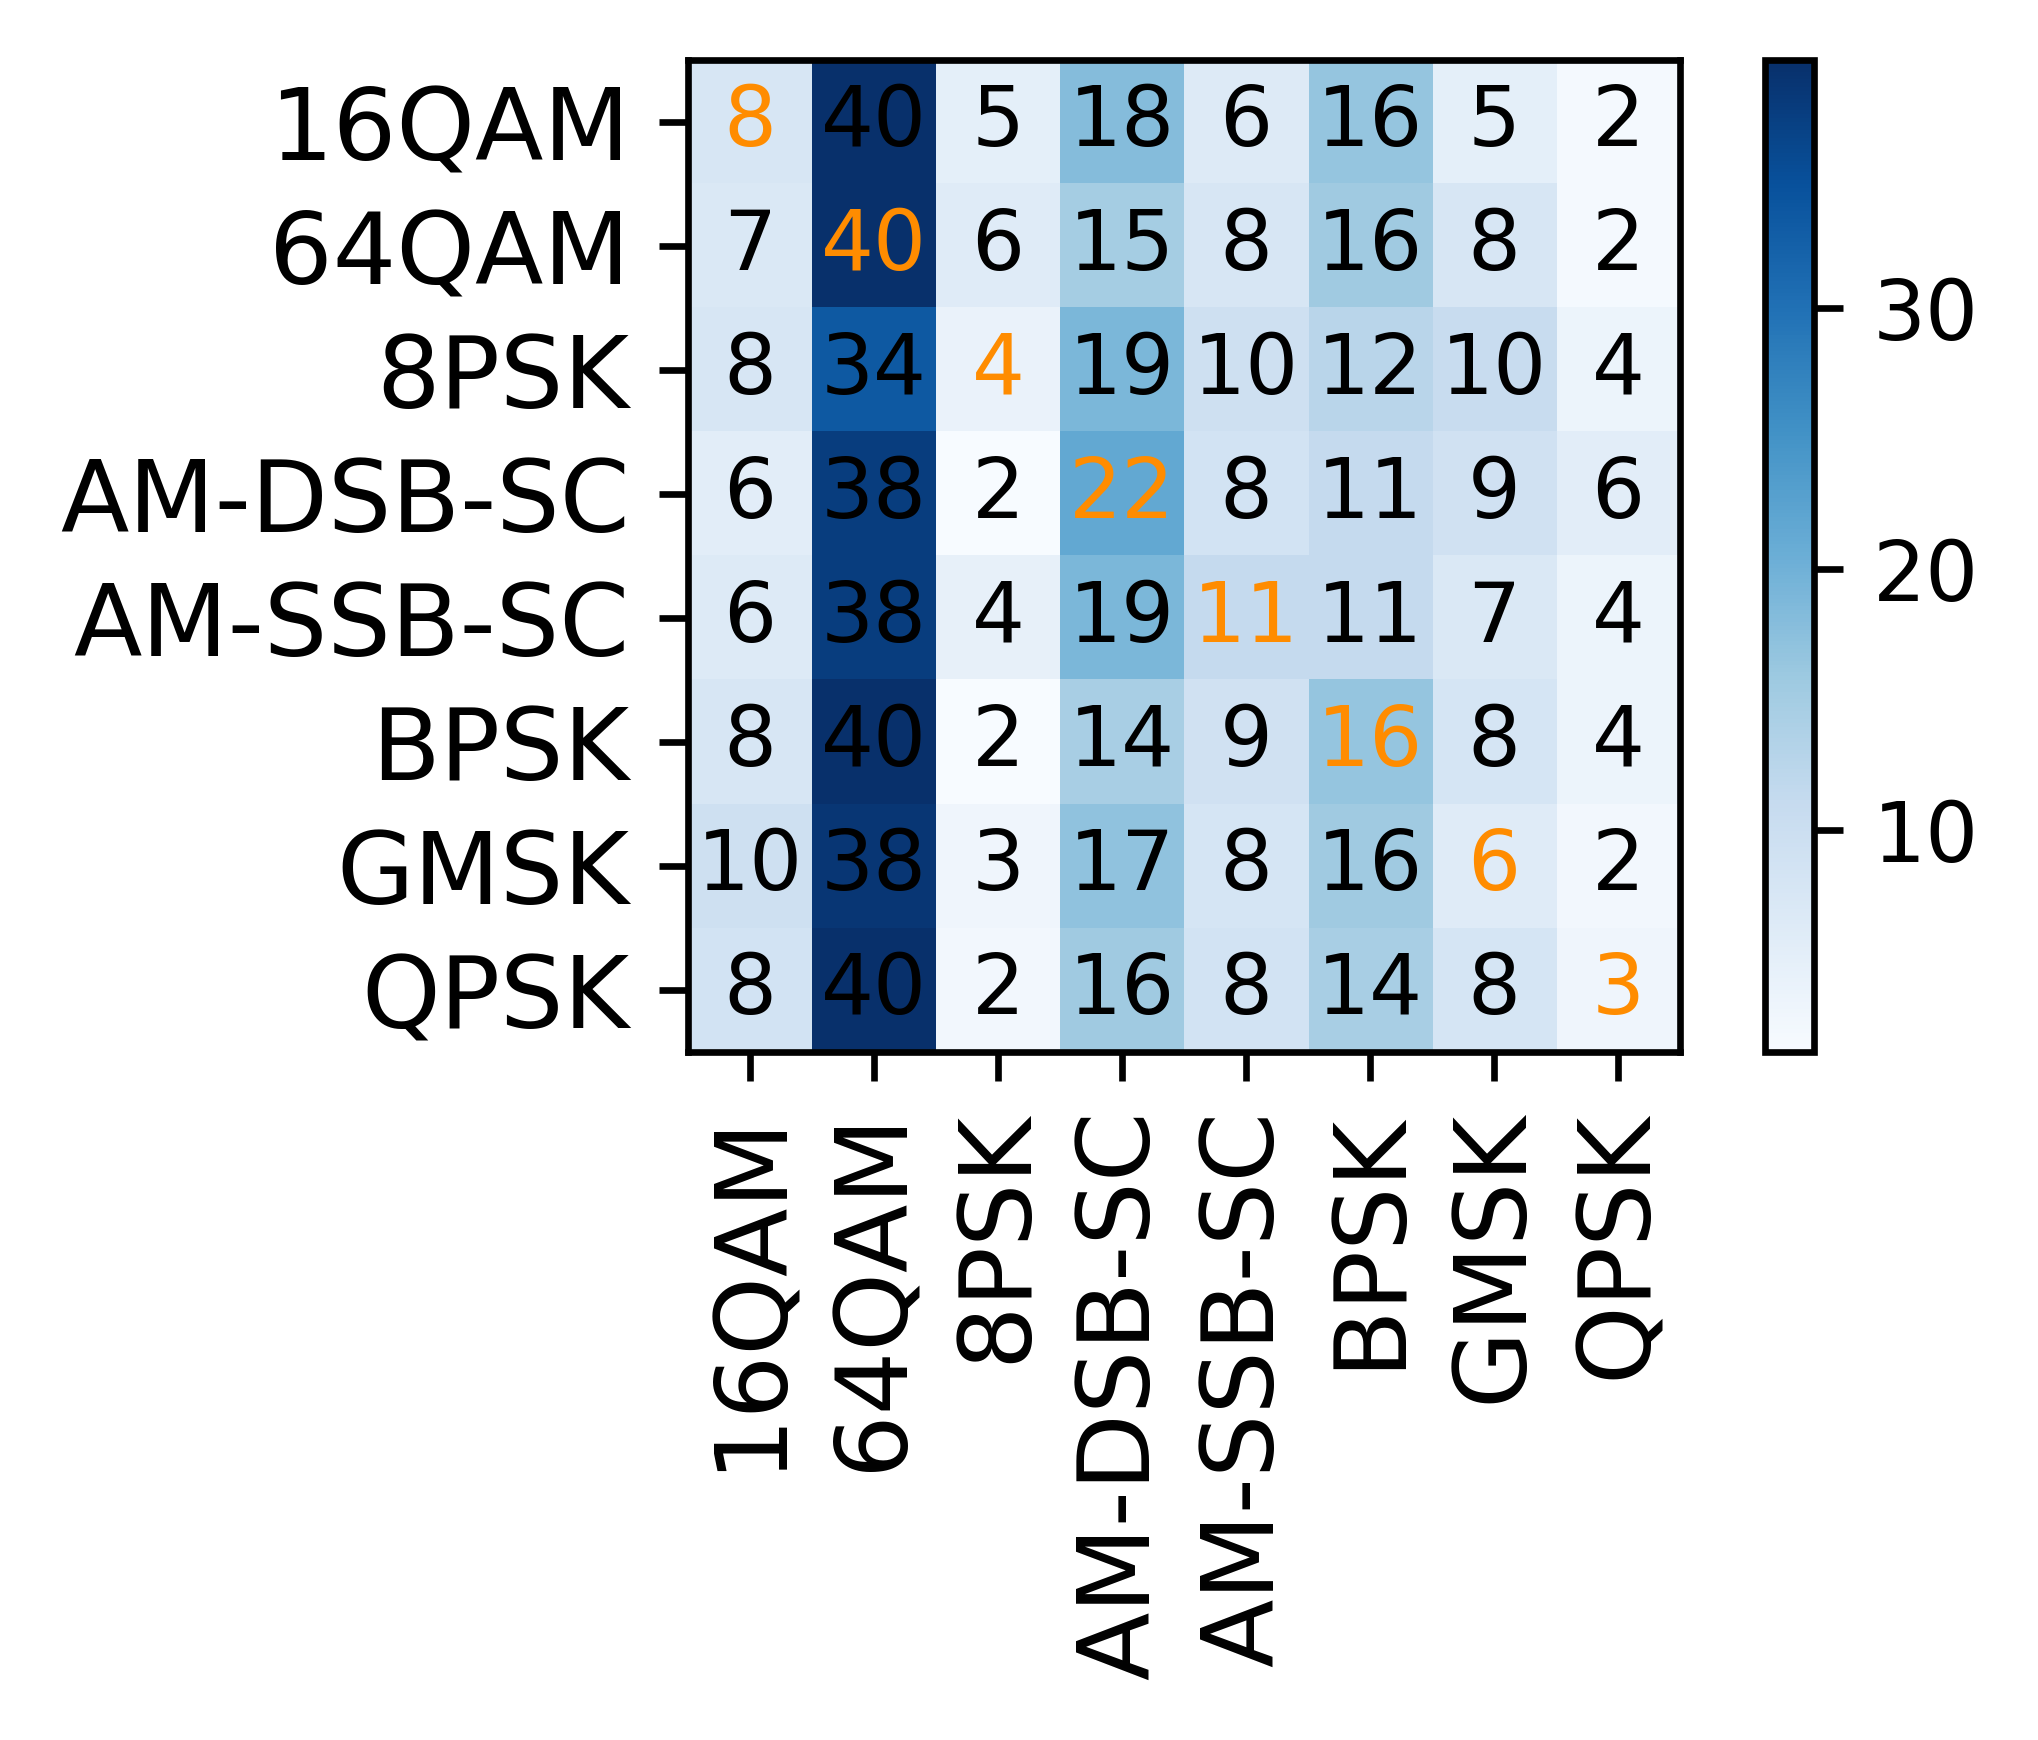 16QAM 8 40 5 18 6 16 5 2
64QAM 7 40 6 15 8 16 8 2
8PSK 8 34 4 19 10 12 10 4
AM-DSB-SC 6 38 2 22 8 11 9 6
AM-SSB-SC 6 38 4 19 11 11 7 4
BPSK 8 40 2 14 9 16 8 4
GMSK 10 38 3 17 8 16 6 2
QPSK 8 40 2 16 8 14 8 3
16QAM
64QAM
8PSK
AM-DSB-SC
AM-SSB-SC
BPSK
GMSK
QPSK
30
20
10